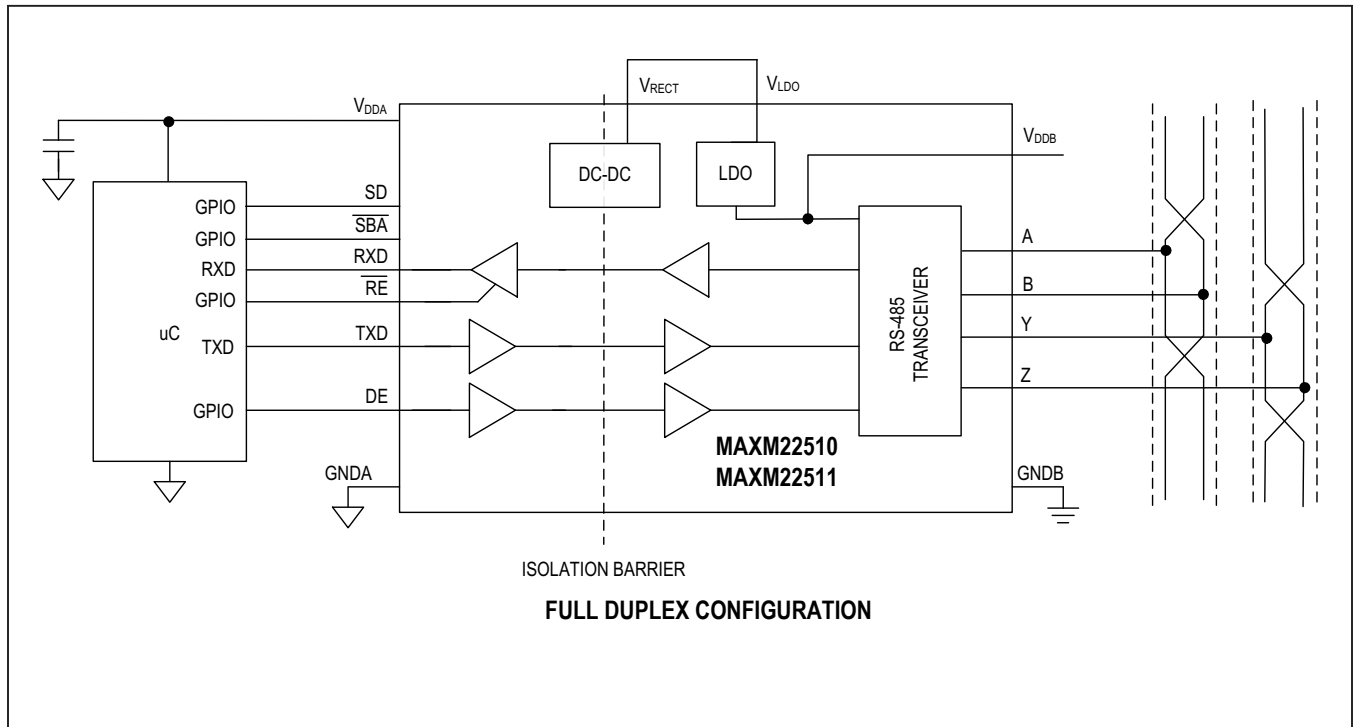 VRECT
VLDO
VDDA
VDDB
DC-DC
LDO
GPIO
SD
GPIO
SBA
RXD
RXD
GPIO
RE
uC
TXD
TXD
GPIO
DE
RS-485
TRANSCEIVER
A
B
Y
Z
MAXM22510
MAXM22511
GNDA
GNDB
ISOLATION BARRIER
FULL DUPLEX CONFIGURATION